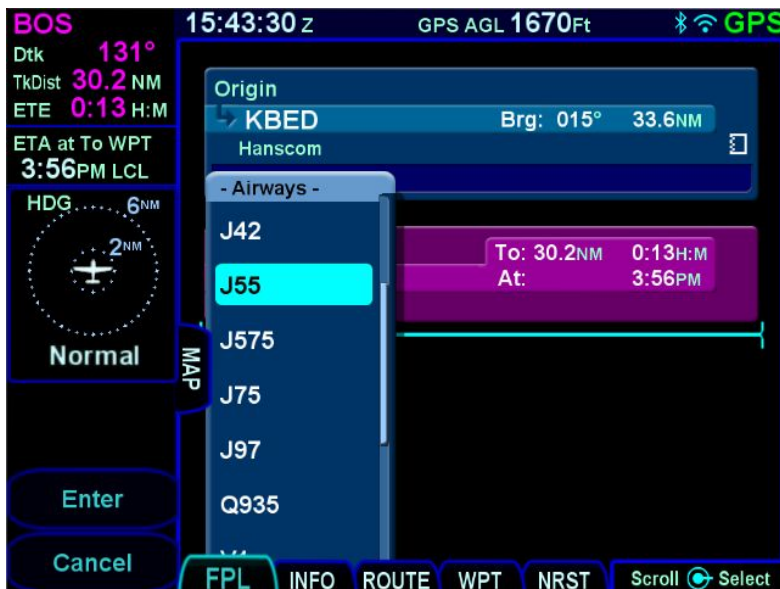 BOS
Dtk 131°
TkDist 30.2 NM
ETE 0:13 H:M
ETA at To WPT
3:56PM LCL
HDG 6NM
2NM
Normal
Enter
Cancel
15:43:30 Z GPS AGL 1670Ft GPS
MAP
Origin
KBED Brg: 015° 33.6NM
Hanscom
- Airways -
J42
J55
J575
J75
J97
Q935
To: 30.2NM 0:13H:M
At: 3:56PM
FPL INFO ROUTE WPT NRST Scroll Select